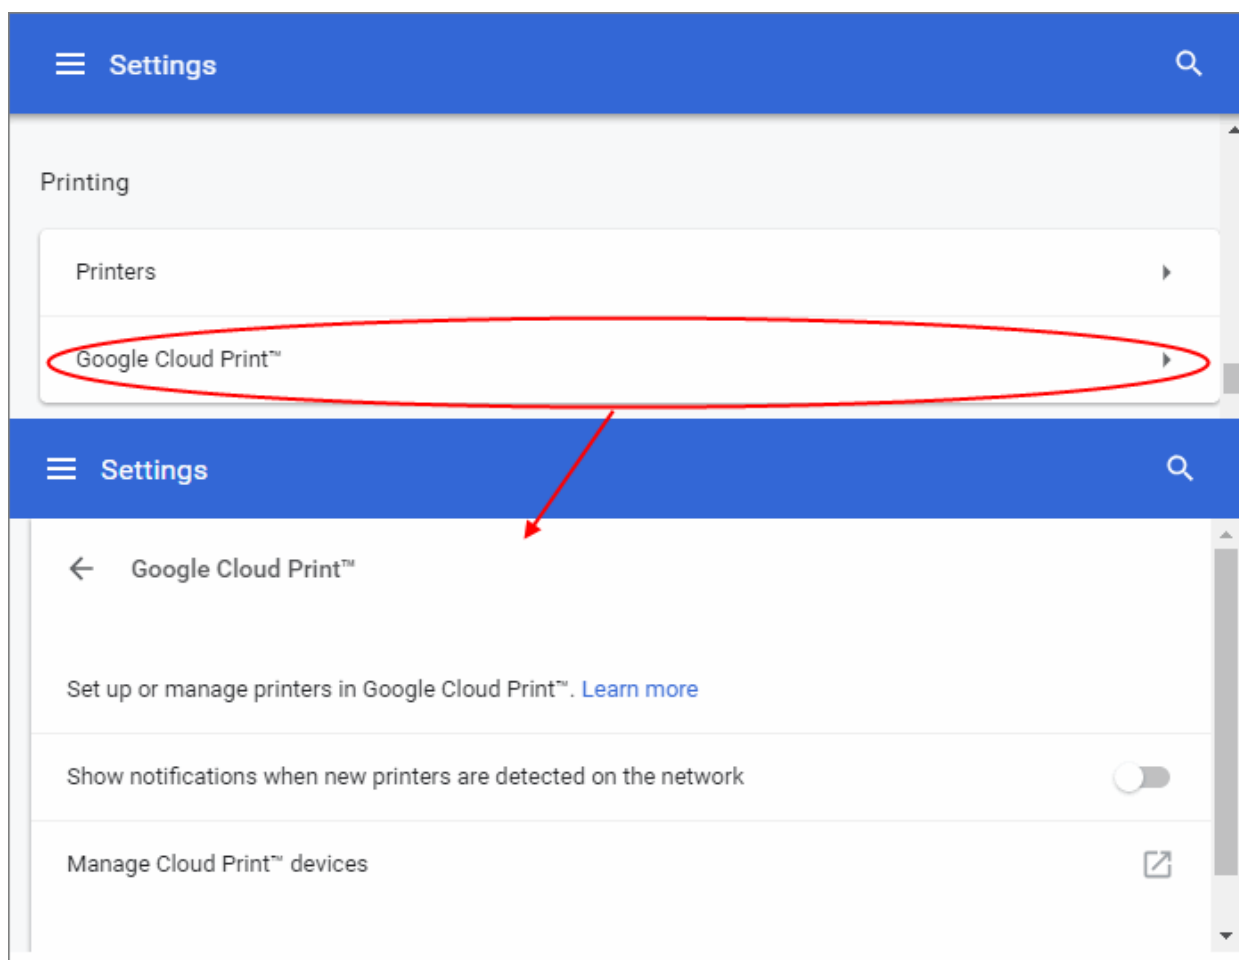 Settings
Printing
Printers
Google Cloud Print™
Settings
Google Cloud Print™
Set up or manage printers in Google Cloud Print™. Learn more
Show notifications when new printers are detected on the network
Manage Cloud Print™ devices